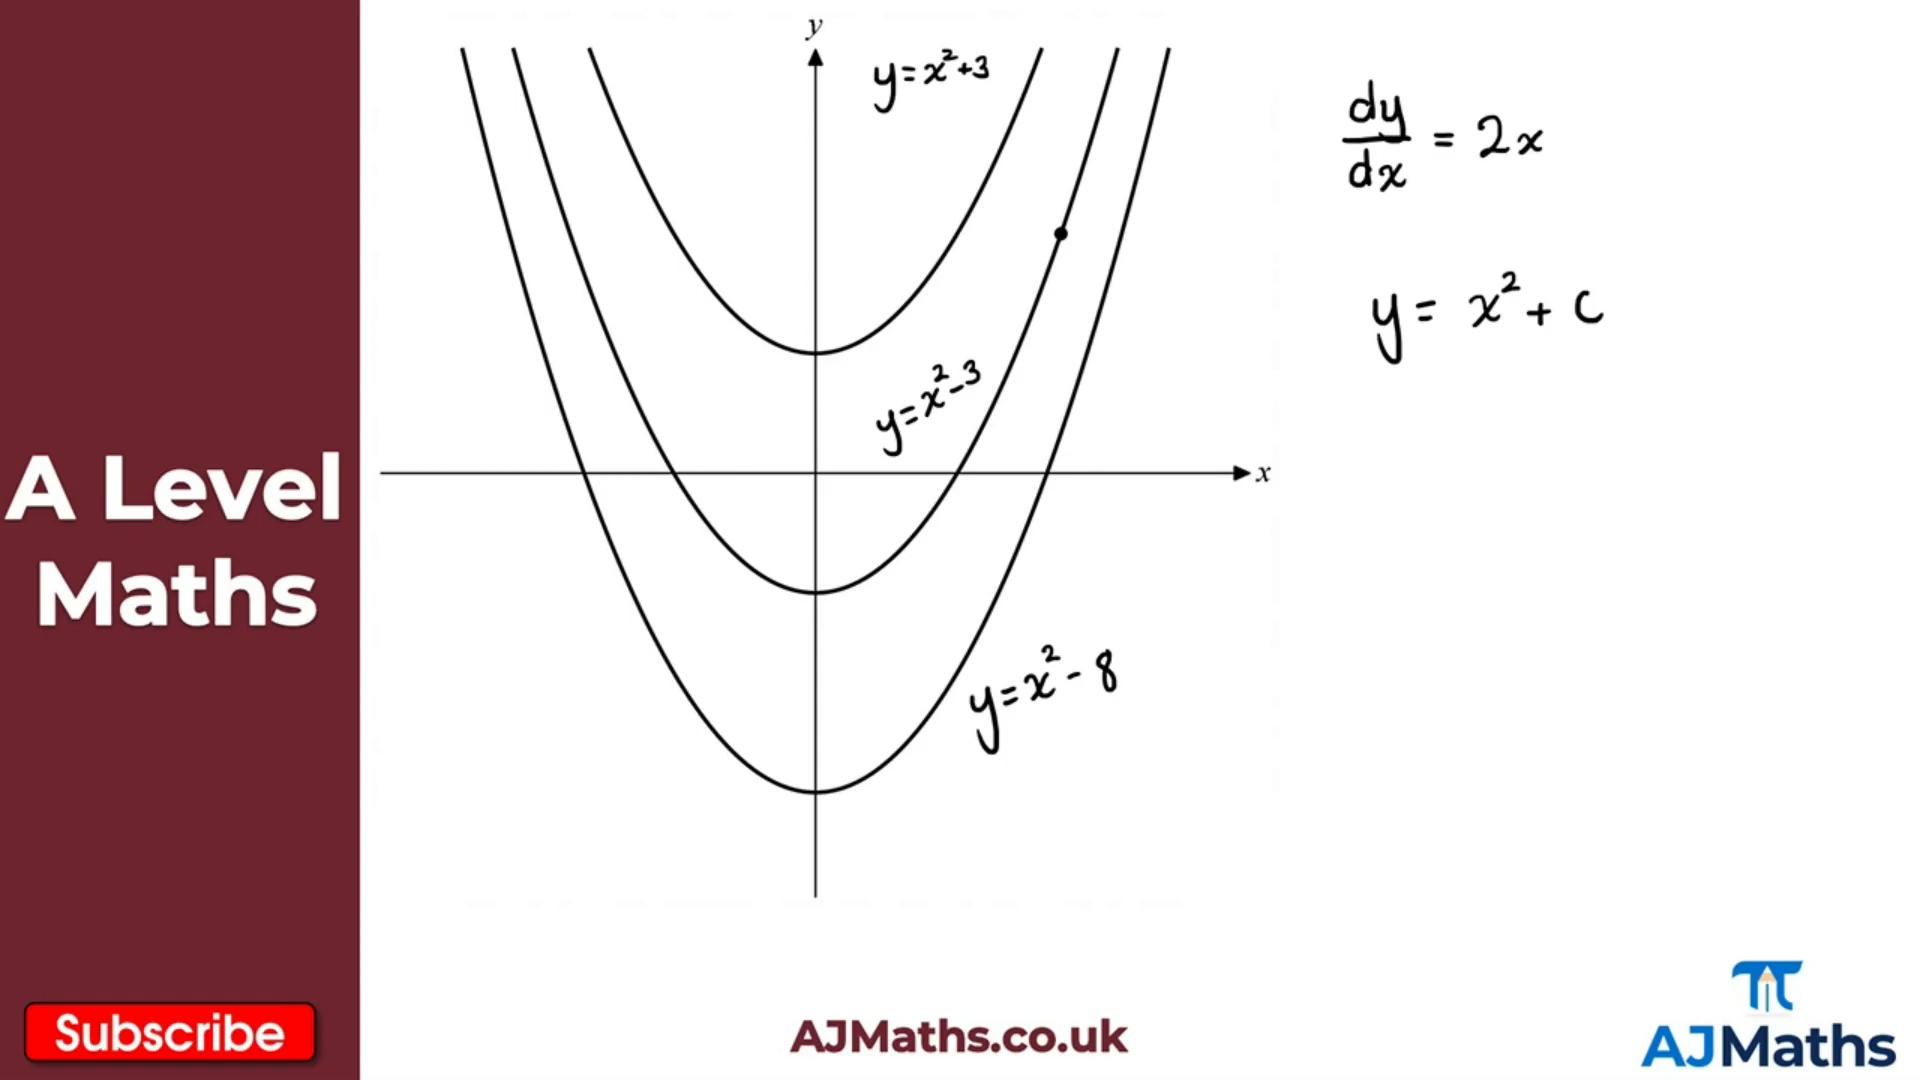 A Level
Maths
Subscribe
y
y = x² + 3
y = x² - 3
x
y = x² - 8
dy/dx = 2x
y = x² + c
AJMaths.co.uk
AJMaths